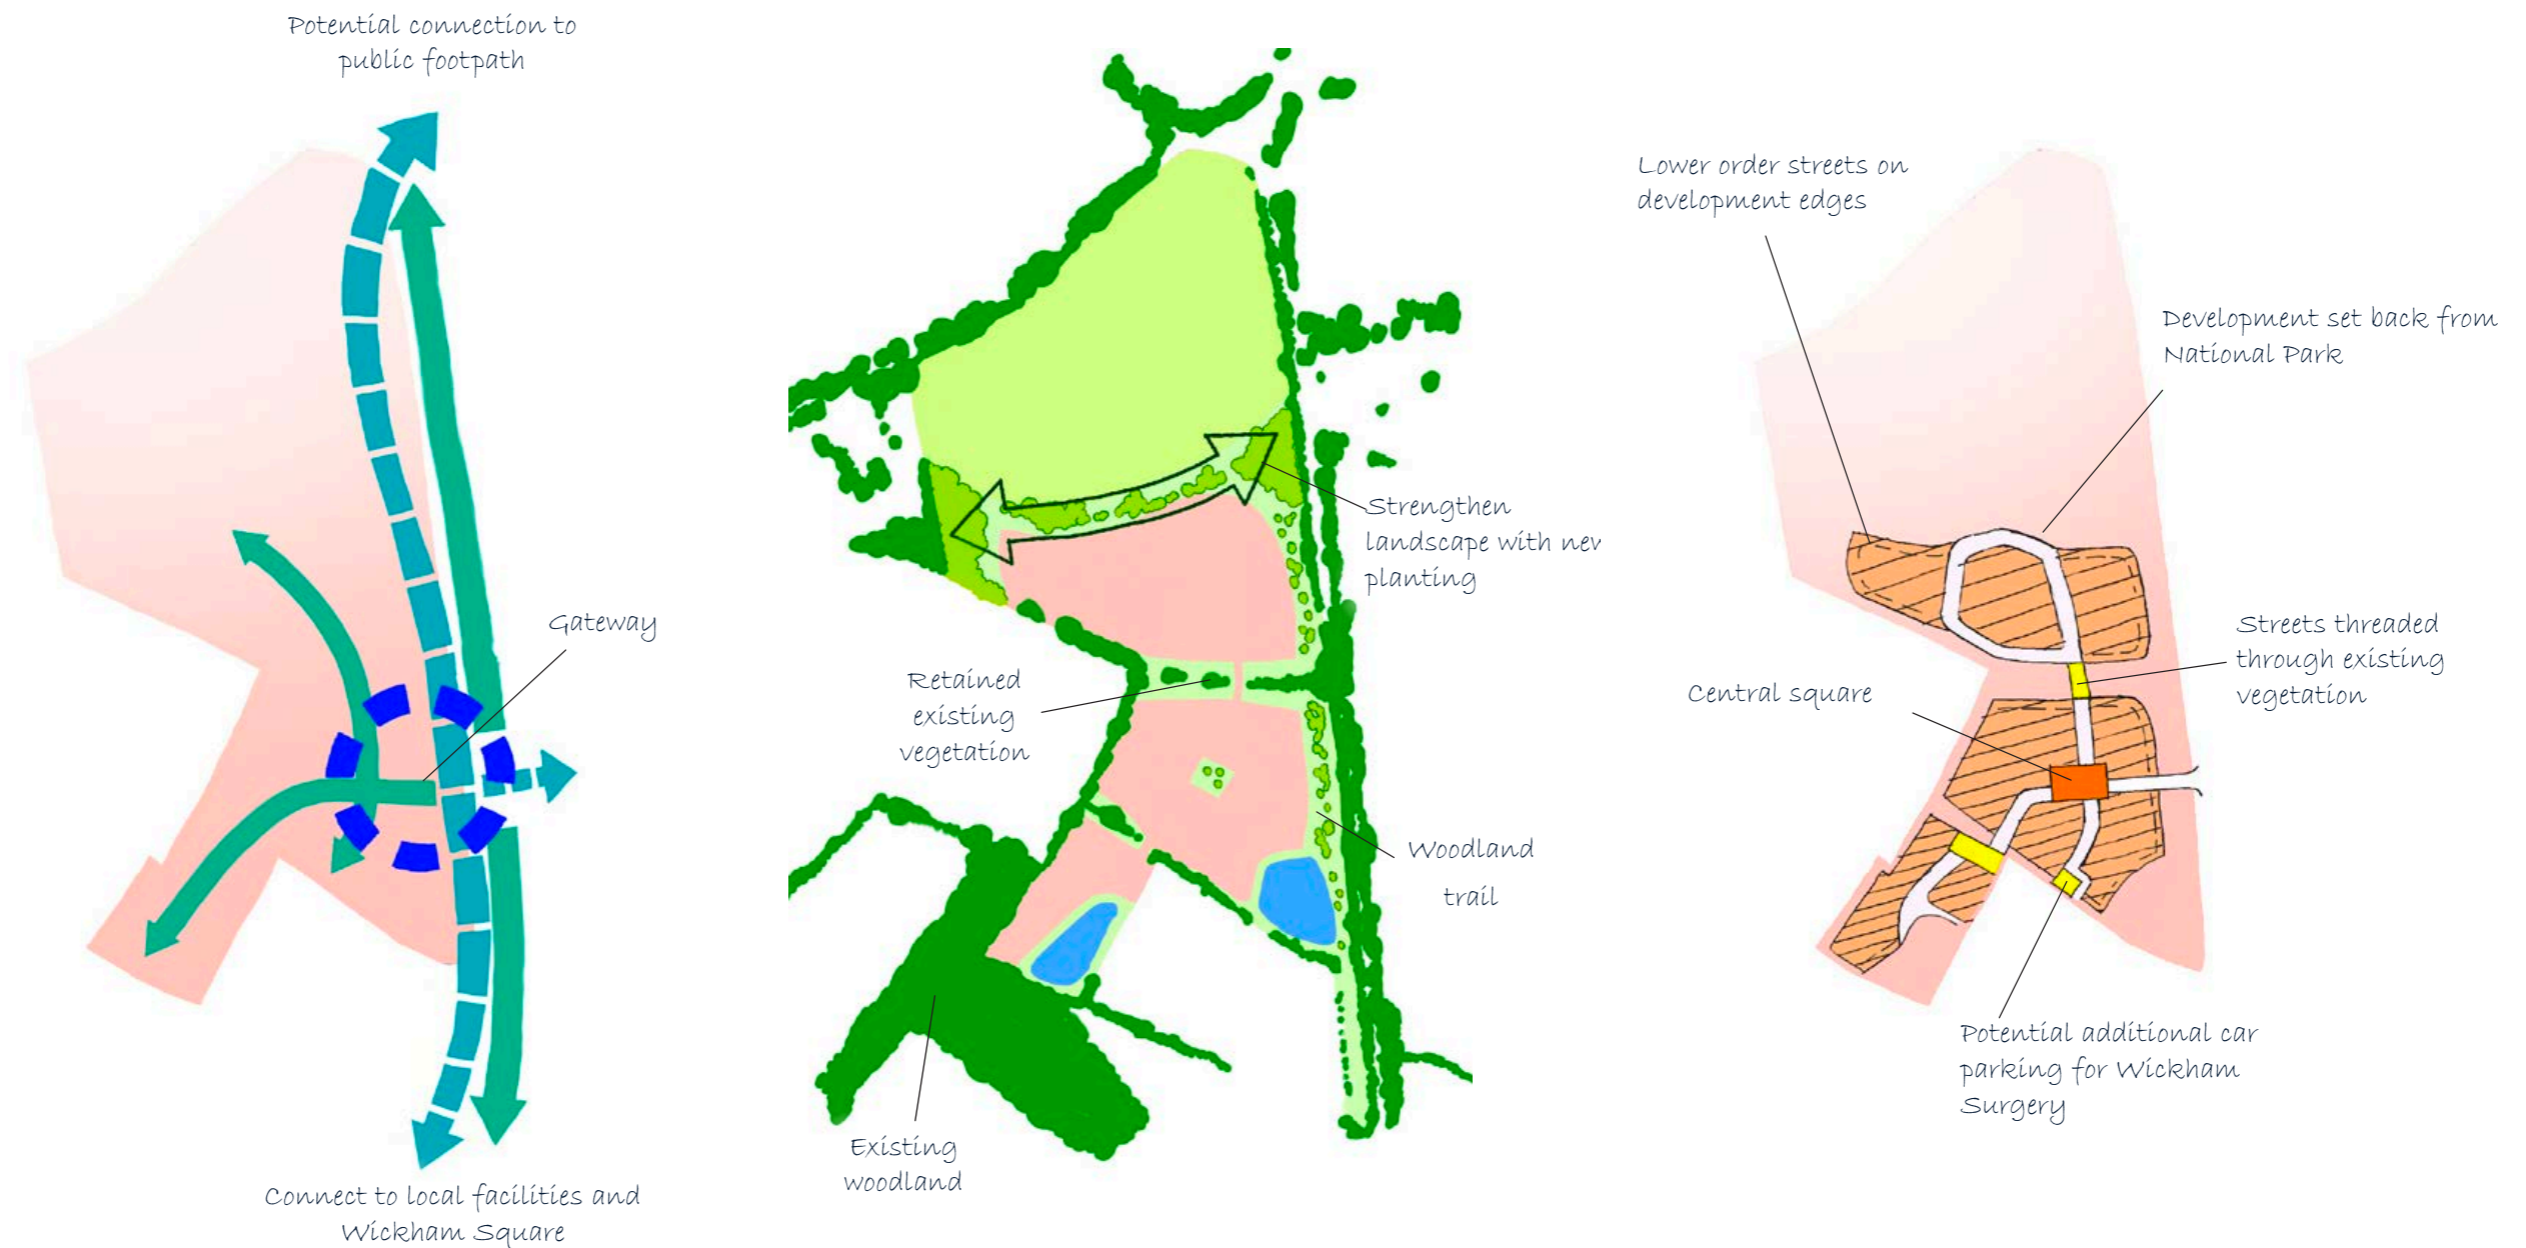 Potential connection to
public footpath
Gateway
Connect to local facilities and
Wickham Square
Strengthen
landscape with nev
planting
Retained
existing
vegetation
Woodland
trail
Existing
woodland
Lower order streets on
development edges
Development set back from
National Park
Streets threaded
through existing
vegetation
Central square
Potential additional car
parking for Wickham
Surgery